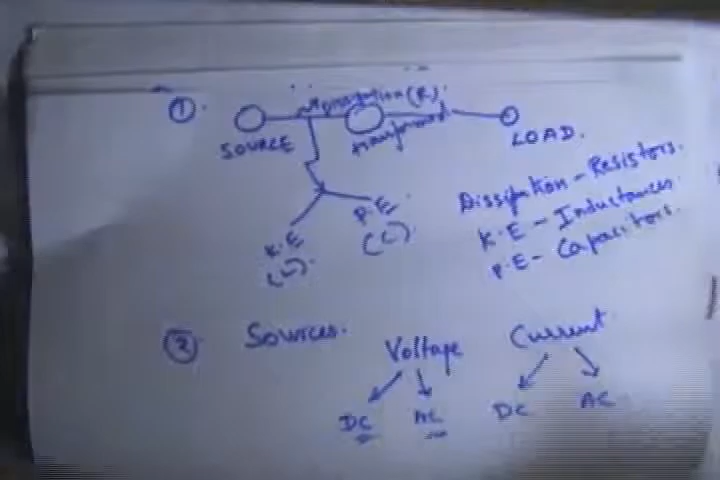 ①.
Dissipation (R).
SOURCE
transformed
LOAD.
K.E
(L).
P.E
(C).
Dissipation - Resistors.
K.E - Inductances.
P.E - Capacitors.
② Sources.
Voltage
Current
DC
AC
DC
AC